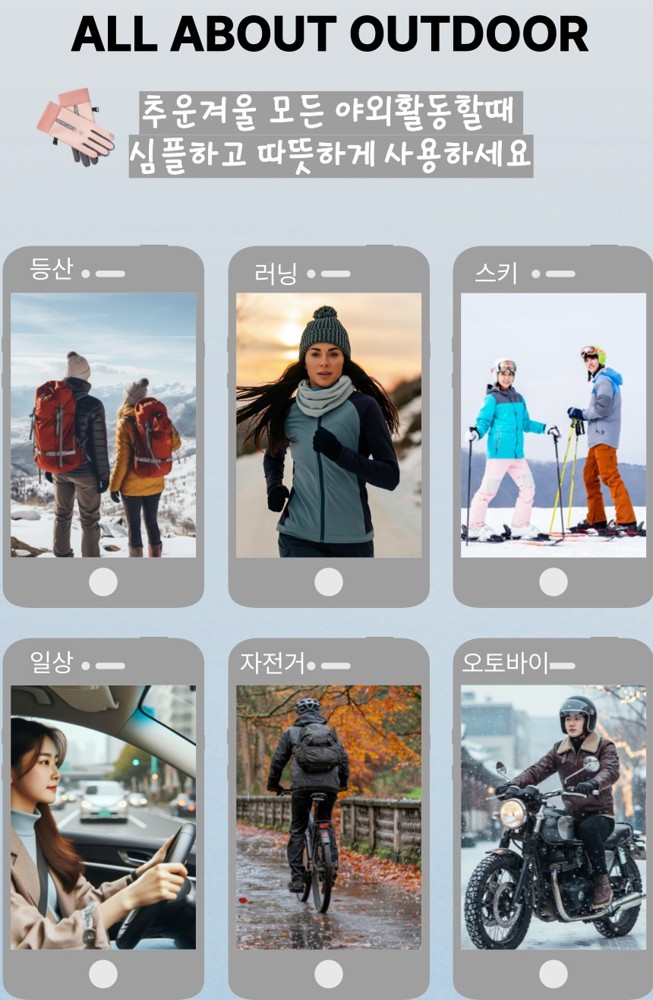 ALL ABOUT OUTDOOR
추운겨울 모든 야외활동할때
심플하고 따뜻하게 사용하세요
등산
러닝
스키
일상
자전거
오토바이